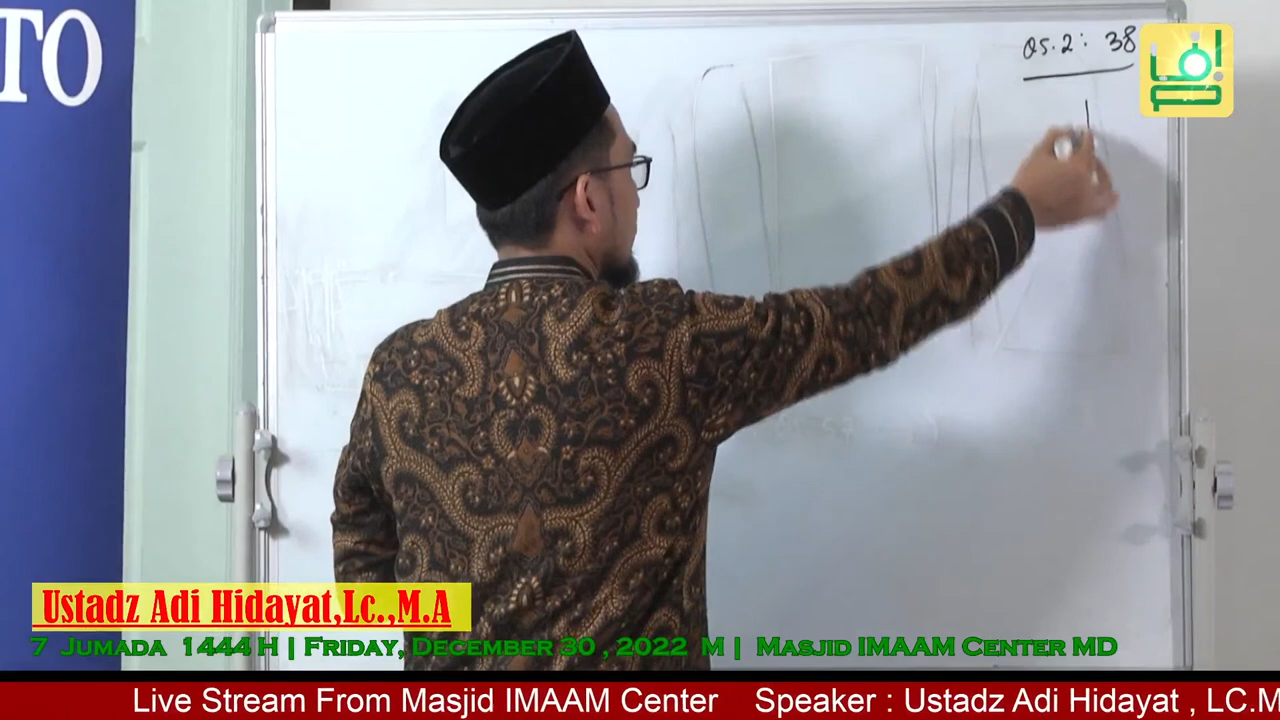 TO
QS. 2: 38
Ustadz Adi Hidayat,Lc.,M.A
7 Jumada 1444 H | Friday, December 30 , 2022 M | Masjid IMAAM Center MD
Live Stream From Masjid IMAAM Center Speaker : Ustadz Adi Hidayat , LC.M